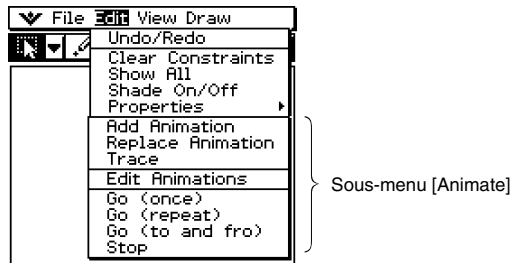 File Edit View Draw
Undo/Redo
Clear Constraints
Show All
Shade On/Off
Properties
Add Animation
Replace Animation
Trace
Edit Animations
Sous-menu [Animate]
Go (once)
Go (repeat)
Go (to and fro)
Stop